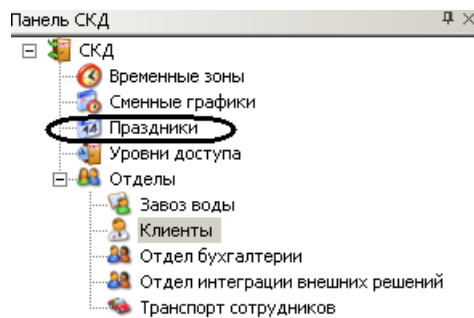 Панель СКД
СКД
Временные зоны
Сменные графики
Праздники
Уровни доступа
Отделы
Завоз воды
Клиенты
Отдел бухгалтерии
Отдел интеграции внешних решений
Транспорт сотрудников